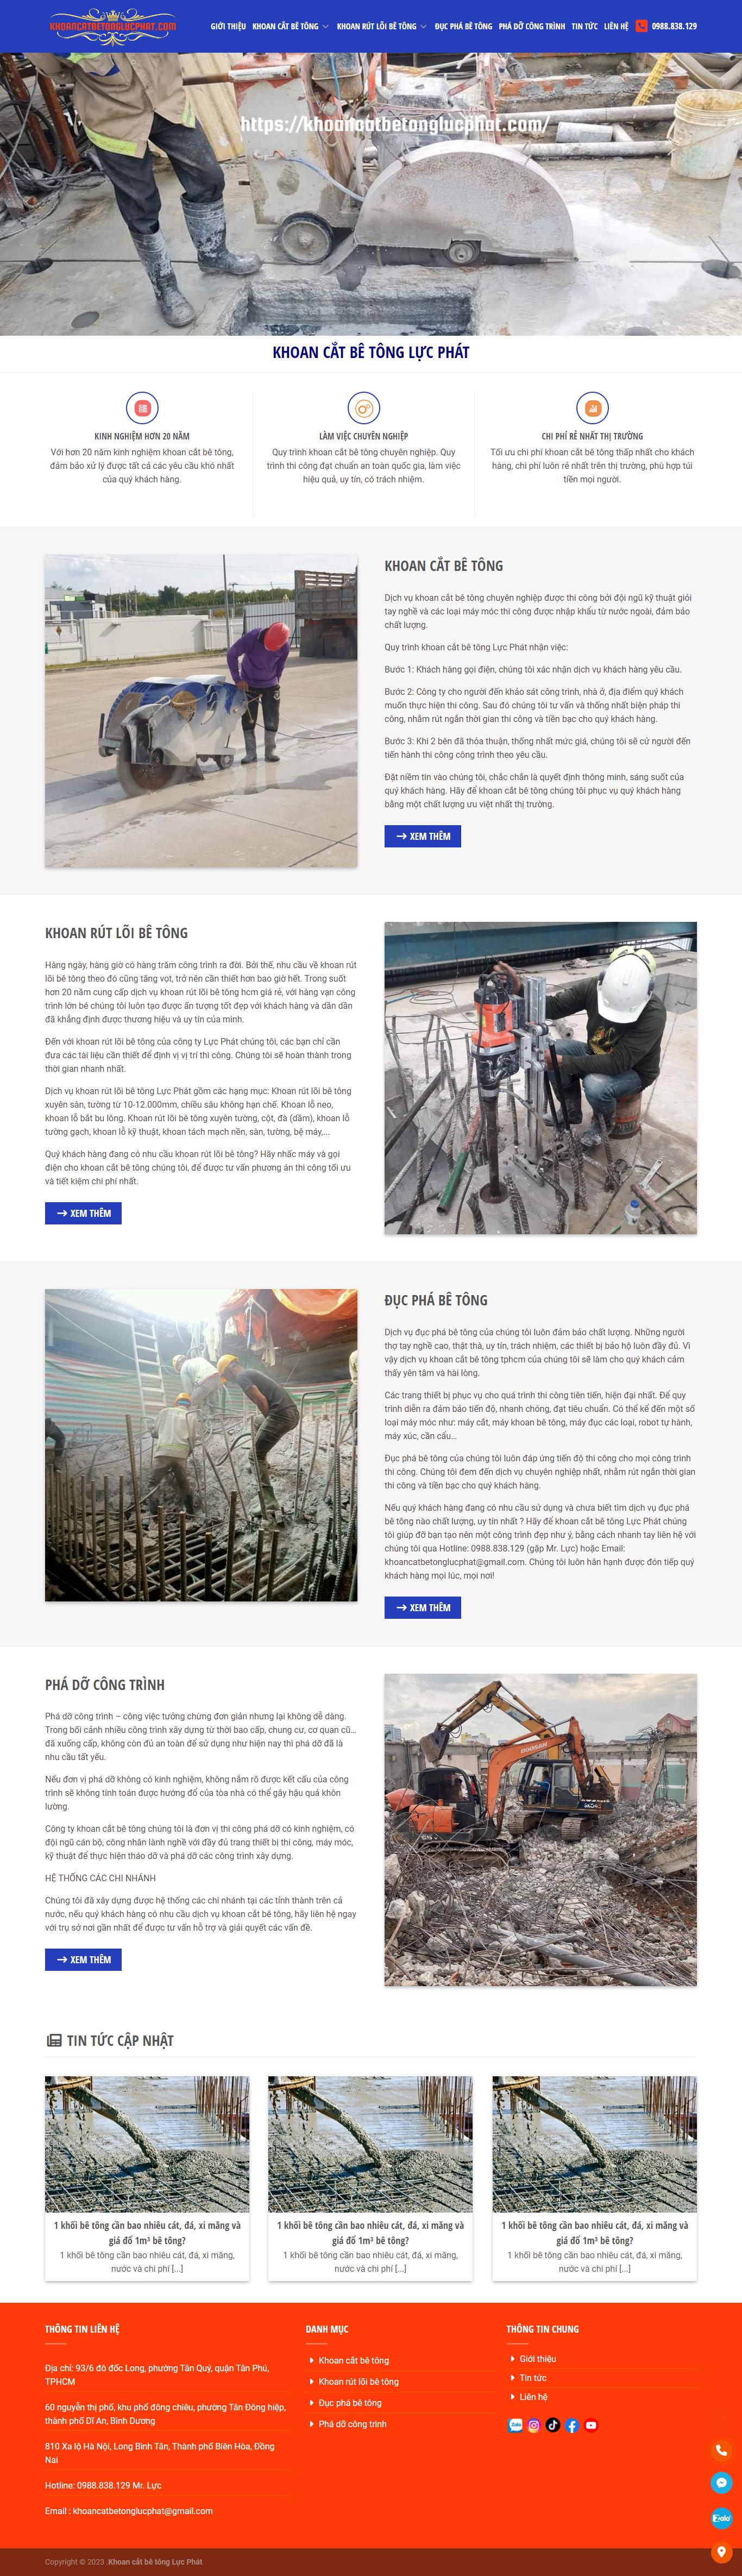 KHOANCATBETONGLUCPHAT.COM
GIỚI THIỆU KHOAN CẮT BÊ TÔNG KHOAN RÚT LÕI BÊ TÔNG ĐỤC PHÁ BÊ TÔNG PHÁ DỠ CÔNG TRÌNH TIN TỨC LIÊN HỆ 0988.838.129
https://khoancatbetonglucphat.com/
KHOAN CẮT BÊ TÔNG LỰC PHÁT
KINH NGHIỆM HƠN 20 NĂM
Với hơn 20 năm kinh nghiệm khoan cắt bê tông,
đảm bảo xử lý được tất cả các yêu cầu khó nhất
của quý khách hàng.
LÀM VIỆC CHUYÊN NGHIỆP
Quy trình khoan cắt bê tông chuyên nghiệp. Quy
trình thi công đạt chuẩn an toàn quốc gia, làm việc
hiệu quả, uy tín, có trách nhiệm.
CHI PHÍ RẺ NHẤT THỊ TRƯỜNG
Tối ưu chi phí khoan cắt bê tông thấp nhất cho khách
hàng, chi phí luôn rẻ nhất trên thị trường, phù hợp túi
tiền mọi người.
KHOAN CẮT BÊ TÔNG
Dịch vụ khoan cắt bê tông chuyên nghiệp được thi công bởi đội ngũ kỹ thuật giỏi
tay nghề và các loại máy móc thi công được nhập khẩu từ nước ngoài, đảm bảo
chất lượng.
Quy trình khoan cắt bê tông Lực Phát nhận việc:
Bước 1: Khách hàng gọi điện, chúng tôi xác nhận dịch vụ khách hàng yêu cầu.
Bước 2: Công ty cho người đến khảo sát công trình, nhà ở, địa điểm quý khách
muốn thực hiện thi công. Sau đó chúng tôi tư vấn và thống nhất biện pháp thi
công, nhằm rút ngắn thời gian thi công và tiền bạc cho quý khách hàng.
Bước 3: Khi 2 bên đã thỏa thuận, thống nhất mức giá, chúng tôi sẽ cử người đến
tiến hành thi công công trình theo yêu cầu.
Đặt niềm tin vào chúng tôi, chắc chắn là quyết định thông minh, sáng suốt của
quý khách hàng. Hãy để khoan cắt bê tông chúng tôi phục vụ quý khách hàng
bằng một chất lượng ưu việt nhất thị trường.
XEM THÊM
KHOAN RÚT LÕI BÊ TÔNG
Hàng ngày, hàng giờ có hàng trăm công trình ra đời. Bởi thế, nhu cầu về khoan rút
lõi bê tông theo đó cũng tăng vọt, trở nên cần thiết hơn bao giờ hết. Trong suốt
hơn 20 năm cung cấp dịch vụ khoan rút lõi bê tông hcm giá rẻ, với hàng vạn công
trình lớn bé chúng tôi luôn tạo được ấn tượng tốt đẹp với khách hàng và dần dần
đã khẳng định được thương hiệu và uy tín của mình.
Đến với khoan rút lõi bê tông của công ty Lực Phát chúng tôi, các bạn chỉ cần
đưa các tài liệu cần thiết để định vị vị trí thi công. Chúng tôi sẽ hoàn thành trong
thời gian nhanh nhất.
Dịch vụ khoan rút lõi bê tông Lực Phát gồm các hạng mục: Khoan rút lõi bê tông
xuyên sàn, tường từ 10-12.000mm, chiều sâu không hạn chế. Khoan lỗ neo,
khoan lỗ bắt bu lông. Khoan rút lõi bê tông xuyên tường, cột, đà (dầm), khoan lỗ
tường gạch, khoan lỗ kỹ thuật, khoan tách mạch nền, sàn, tường, bệ máy,...
Quý khách hàng đang có nhu cầu khoan rút lõi bê tông? Hãy nhấc máy và gọi
điện cho khoan cắt bê tông chúng tôi, để được tư vấn phương án thi công tối ưu
và tiết kiệm chi phí nhất.
XEM THÊM
ĐỤC PHÁ BÊ TÔNG
Dịch vụ đục phá bê tông của chúng tôi luôn đảm bảo chất lượng. Những người
thợ tay nghề cao, thật thà, uy tín, trách nhiệm, các thiết bị bảo hộ luôn đầy đủ. Vì
vậy dịch vụ khoan cắt bê tông tphcm của chúng tôi sẽ làm cho quý khách cảm
thấy yên tâm và hài lòng.
Các trang thiết bị phục vụ cho quá trình thi công tiên tiến, hiện đại nhất. Để quy
trình diễn ra đảm bảo tiến độ, nhanh chóng, đạt tiêu chuẩn. Có thể kể đến một số
loại máy móc như: máy cắt, máy khoan bê tông, máy đục các loại, robot tự hành,
máy xúc, cần cẩu...
Đục phá bê tông của chúng tôi luôn đáp ứng tiến độ thi công cho mọi công trình
thi công. Chúng tôi đem đến dịch vụ chuyên nghiệp nhất, nhằm rút ngắn thời gian
thi công và tiền bạc cho quý khách hàng.
Nếu quý khách hàng đang có nhu cầu sử dụng và chưa biết tìm dịch vụ đục phá
bê tông nào chất lượng, uy tín nhất ? Hãy để khoan cắt bê tông Lực Phát chúng
tôi giúp đỡ bạn tạo nên một công trình đẹp như ý, bằng cách nhanh tay liên hệ với
chúng tôi qua Hotline: 0988.838.129 (gặp Mr. Lực) hoặc Email:
khoancatbetonglucphat@gmail.com. Chúng tôi luôn hân hạnh được đón tiếp quý
khách hàng mọi lúc, mọi nơi!
XEM THÊM
PHÁ DỠ CÔNG TRÌNH
Phá dỡ công trình – công việc tưởng chừng đơn giản nhưng lại không dễ dàng.
Trong bối cảnh nhiều công trình xây dựng từ thời bao cấp, chung cư, cơ quan cũ...
đã xuống cấp, không còn đủ an toàn để sử dụng như hiện nay thì phá dỡ đã là
nhu cầu tất yếu.
Nếu đơn vị phá dỡ không có kinh nghiệm, không nắm rõ được kết cấu của công
trình sẽ không tính toán được hướng đổ của tòa nhà có thể gây hậu quả khôn
lường.
Công ty khoan cắt bê tông chúng tôi là đơn vị thi công phá dỡ có kinh nghiệm, có
đội ngũ cán bộ, công nhân lành nghề với đầy đủ trang thiết bị thi công, máy móc,
kỹ thuật để thực hiện tháo dỡ và phá dỡ các công trình xây dựng.
HỆ THỐNG CÁC CHI NHÁNH
Chúng tôi đã xây dựng được hệ thống các chi nhánh tại các tỉnh thành trên cả
nước, nếu quý khách hàng có nhu cầu dịch vụ khoan cắt bê tông, hãy liên hệ ngay
với trụ sở nơi gần nhất để được tư vấn hỗ trợ và giải quyết các vấn đề.
XEM THÊM
DOOSAN
TIN TỨC CẬP NHẬT
1 khối bê tông cần bao nhiêu cát, đá, xi măng và
giá đổ 1m³ bê tông?
1 khối bê tông cần bao nhiêu cát, đá, xi măng,
nước và chi phí [...]
1 khối bê tông cần bao nhiêu cát, đá, xi măng và
giá đổ 1m³ bê tông?
1 khối bê tông cần bao nhiêu cát, đá, xi măng,
nước và chi phí [...]
1 khối bê tông cần bao nhiêu cát, đá, xi măng và
giá đổ 1m³ bê tông?
1 khối bê tông cần bao nhiêu cát, đá, xi măng,
nước và chi phí [...]
THÔNG TIN LIÊN HỆ
Địa chỉ: 93/6 đô đốc Long, phường Tân Quý, quận Tân Phú,
TPHCM
60 nguyễn thị phố, khu phố đông chiêu, phường Tân Đông hiệp,
thành phố Dĩ An, Bình Dương
810 Xa lộ Hà Nội, Long Bình Tân, Thành phố Biên Hòa, Đồng
Nai
Hotline: 0988.838.129 Mr. Lực
Email : khoancatbetonglucphat@gmail.com
DANH MỤC
Khoan cắt bê tông
Khoan rút lõi bê tông
Đục phá bê tông
Phá dỡ công trình
THÔNG TIN CHUNG
Giới thiệu
Tin tức
Liên hệ
Zalo
Zalo
Copyright © 2023 .Khoan cắt bê tông Lực Phát